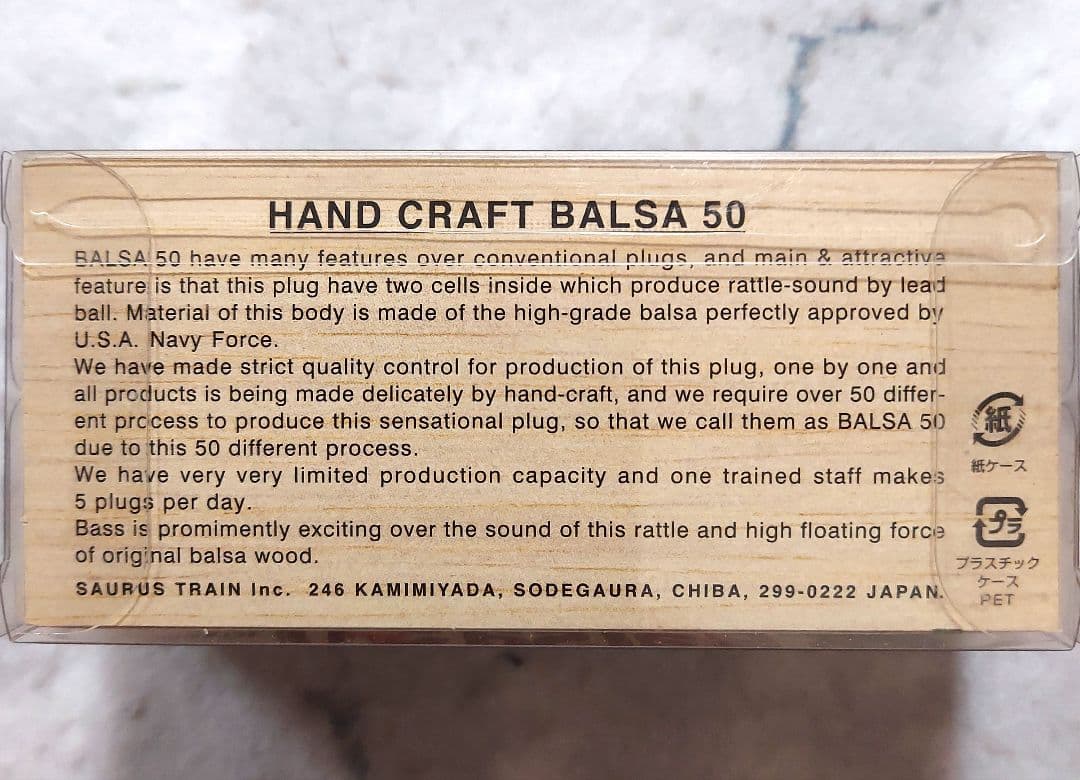 HAND CRAFT BALSA 50
BALSA 50 have many features over conventional plugs, and main & attractive
feature is that this plug have two cells inside which produce rattle-sound by lead
ball. Material of this body is made of the high-grade balsa perfectly approved by
U.S.A. Navy Force.
We have made strict quality control for production of this plug, one by one and
all products is being made delicately by hand-craft, and we require over 50 differ-
ent process to produce this sensational plug, so that we call them as BALSA 50
due to this 50 different process.
We have very very limited production capacity and one trained staff makes
5 plugs per day.
Bass is promimently exciting over the sound of this rattle and high floating force
of original balsa wood.
SAURUS TRAIN Inc. 246 KAMIMIYADA, SODEGAURA, CHIBA, 299-0222 JAPAN.
紙
紙ケース
プラ
プラスチック
ケース
PET